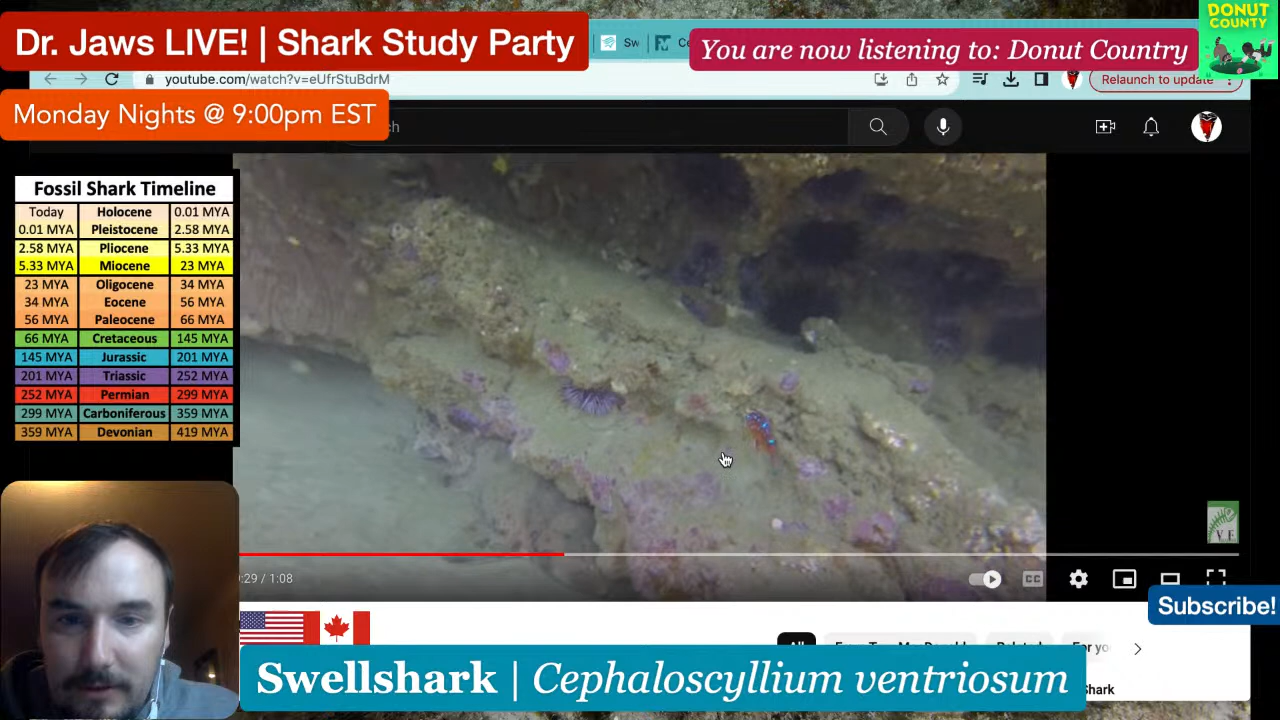 Dr. Jaws LIVE! | Shark Study Party
Sw
Ce
You are now listening to: Donut Country
DONUT
COUNTY
youtube.com/watch?v=eUfrStuBdrM
Relaunch to update
Monday Nights @ 9:00pm EST
ch
Fossil Shark Timeline
Today Holocene 0.01 MYA
0.01 MYA Pleistocene 2.58 MYA
2.58 MYA Pliocene 5.33 MYA
5.33 MYA Miocene 23 MYA
23 MYA Oligocene 34 MYA
34 MYA Eocene 56 MYA
56 MYA Paleocene 66 MYA
66 MYA Cretaceous 145 MYA
145 MYA Jurassic 201 MYA
201 MYA Triassic 252 MYA
252 MYA Permian 299 MYA
299 MYA Carboniferous 359 MYA
359 MYA Devonian 419 MYA
:29 / 1:08
CC
Subscribe!
Swellshark | Cephaloscyllium ventriosum
Shark